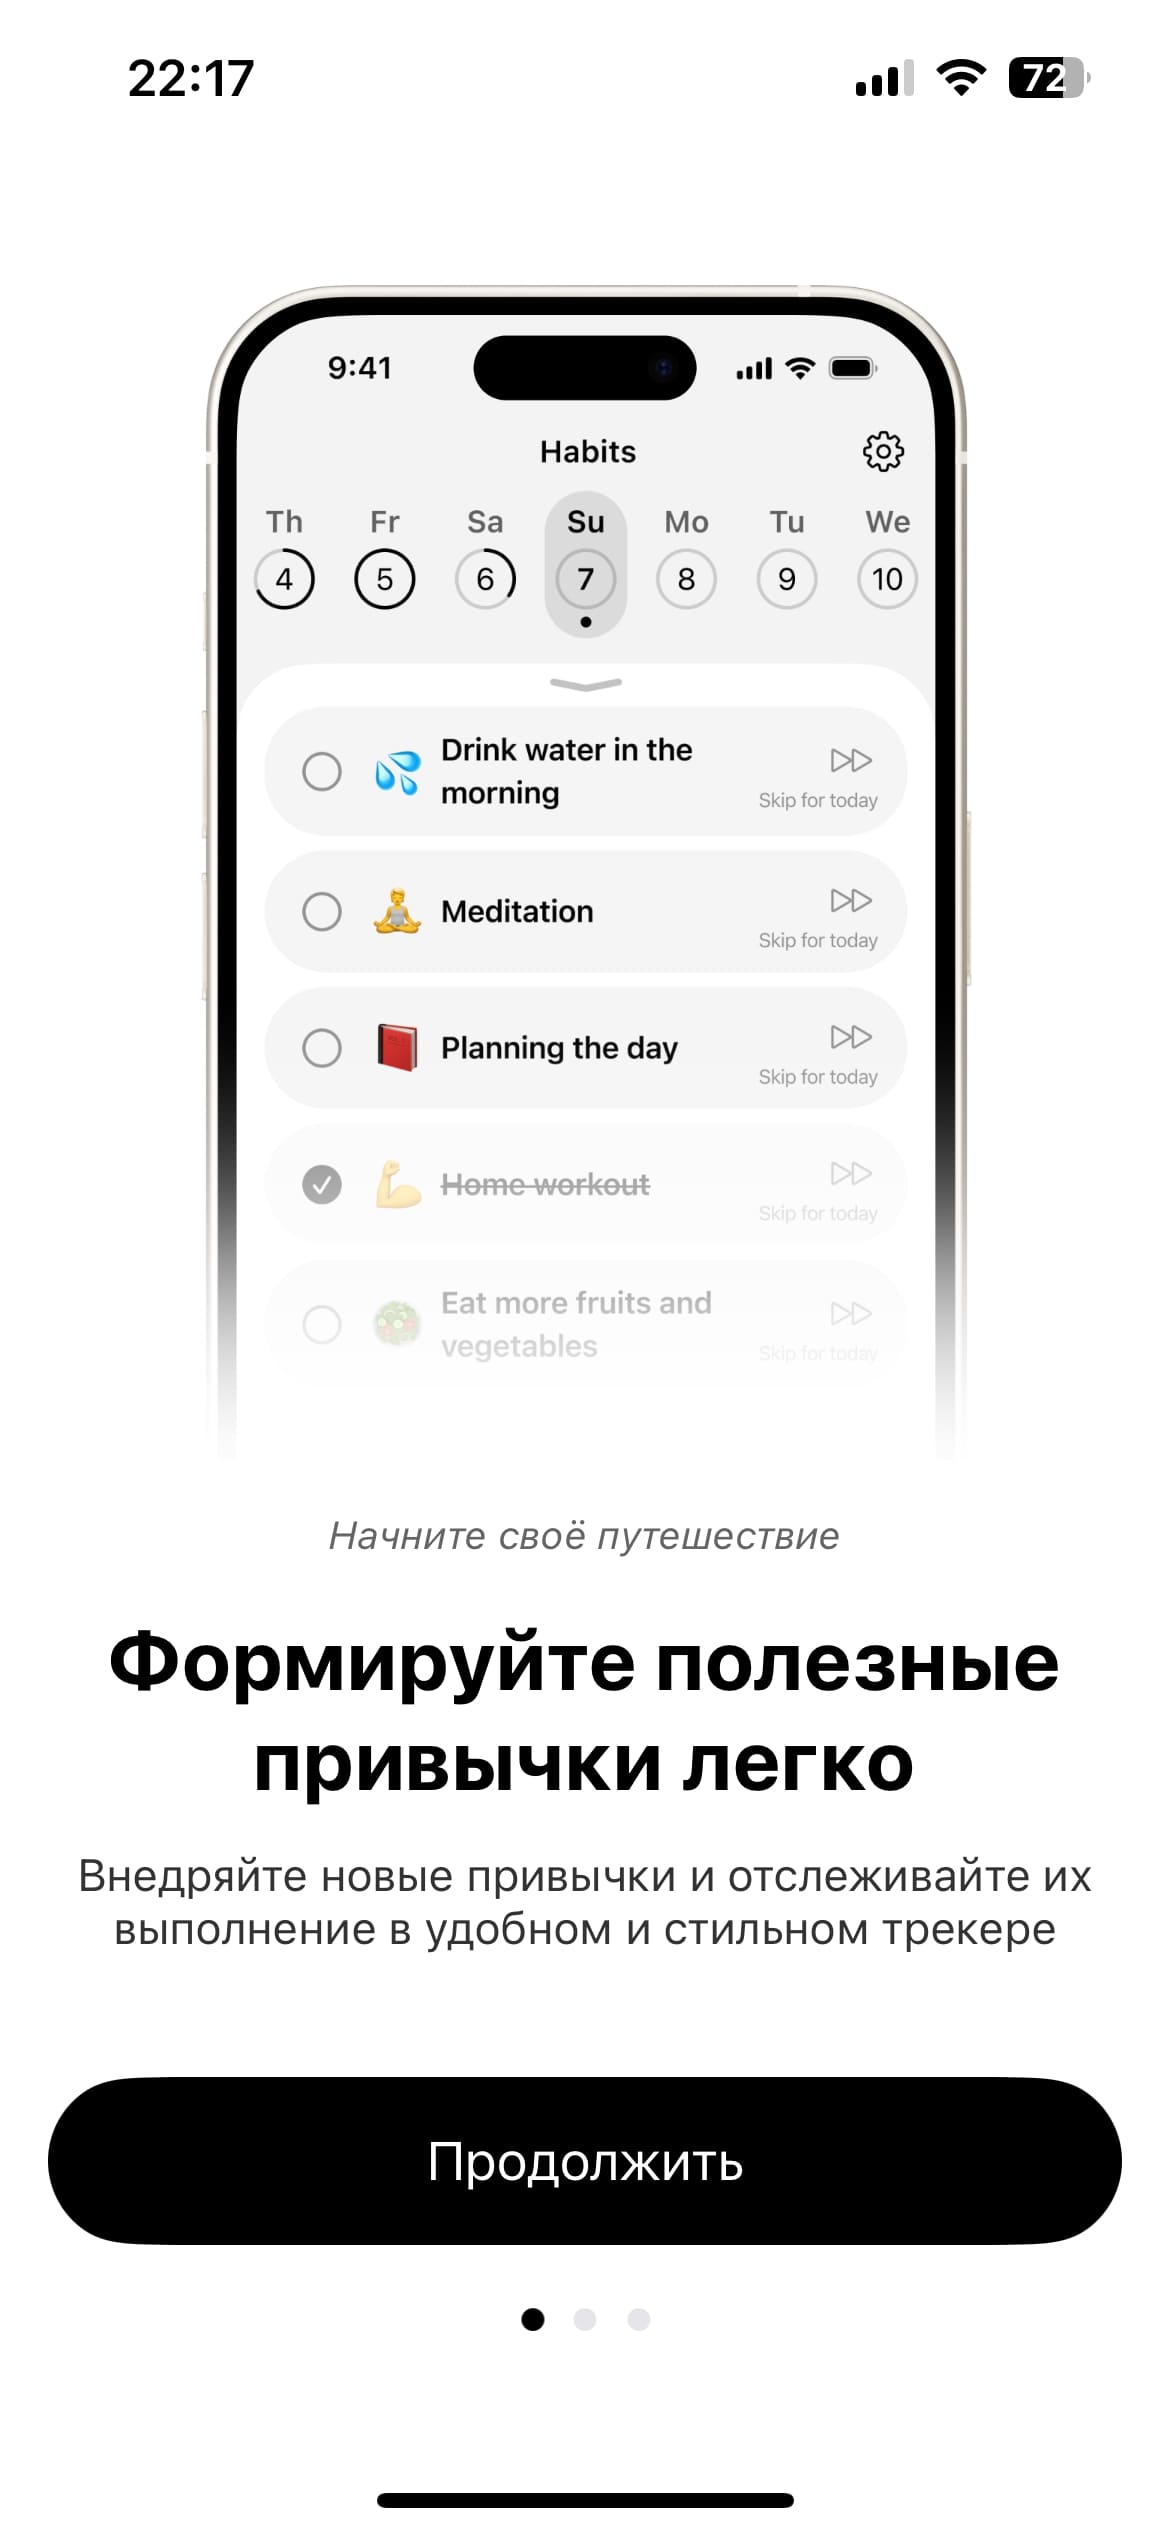 22:17
72
9:41
Habits
Th Fr Sa Su Mo Tu We
4 5 6 7 8 9 10
Drink water in the
morning
Skip for today
Meditation
Skip for today
Planning the day
Skip for today
Home workout
Skip for today
Eat more fruits and
vegetables
Skip for today
Начните своё путешествие
Формируйте полезные
привычки легко
Внедряйте новые привычки и отслеживайте их
выполнение в удобном и стильном трекере
Продолжить